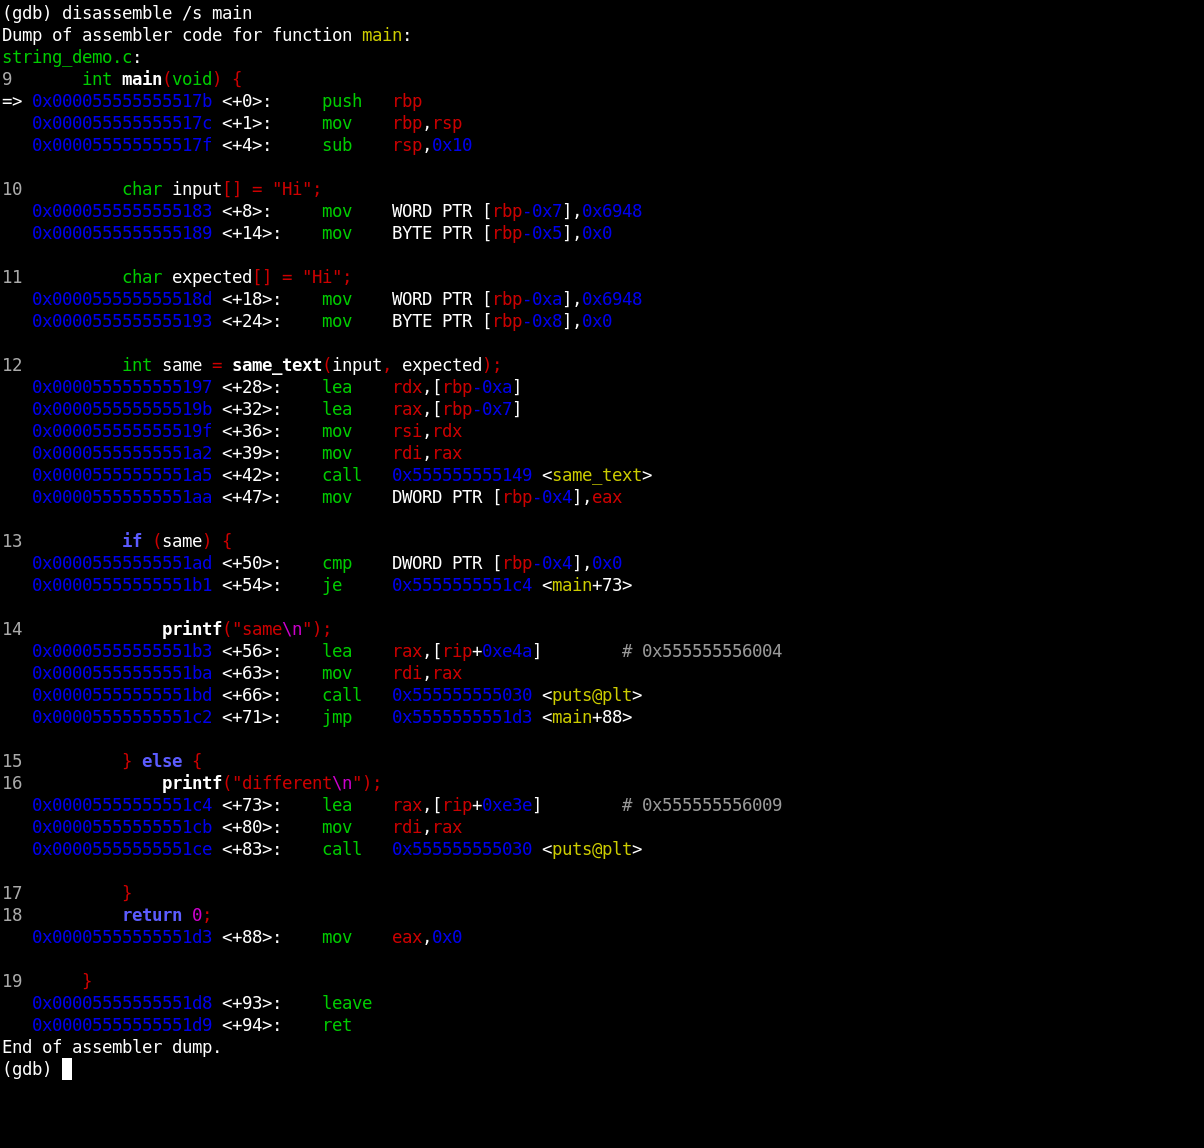 (gdb) disassemble /s main
Dump of assembler code for function main:
string_demo.c:
9       int main(void) {
=> 0x000055555555517b <+0>:     push   rbp
   0x000055555555517c <+1>:     mov    rbp,rsp
   0x000055555555517f <+4>:     sub    rsp,0x10

10          char input[] = "Hi";
   0x0000555555555183 <+8>:     mov    WORD PTR [rbp-0x7],0x6948
   0x0000555555555189 <+14>:    mov    BYTE PTR [rbp-0x5],0x0

11          char expected[] = "Hi";
   0x000055555555518d <+18>:    mov    WORD PTR [rbp-0xa],0x6948
   0x0000555555555193 <+24>:    mov    BYTE PTR [rbp-0x8],0x0

12          int same = same_text(input, expected);
   0x0000555555555197 <+28>:    lea    rdx,[rbp-0xa]
   0x000055555555519b <+32>:    lea    rax,[rbp-0x7]
   0x000055555555519f <+36>:    mov    rsi,rdx
   0x00005555555551a2 <+39>:    mov    rdi,rax
   0x00005555555551a5 <+42>:    call   0x555555555149 <same_text>
   0x00005555555551aa <+47>:    mov    DWORD PTR [rbp-0x4],eax

13          if (same) {
   0x00005555555551ad <+50>:    cmp    DWORD PTR [rbp-0x4],0x0
   0x00005555555551b1 <+54>:    je     0x5555555551c4 <main+73>

14              printf("same\n");
   0x00005555555551b3 <+56>:    lea    rax,[rip+0xe4a]        # 0x555555556004
   0x00005555555551ba <+63>:    mov    rdi,rax
   0x00005555555551bd <+66>:    call   0x555555555030 <puts@plt>
   0x00005555555551c2 <+71>:    jmp    0x5555555551d3 <main+88>

15          } else {
16              printf("different\n");
   0x00005555555551c4 <+73>:    lea    rax,[rip+0xe3e]        # 0x555555556009
   0x00005555555551cb <+80>:    mov    rdi,rax
   0x00005555555551ce <+83>:    call   0x555555555030 <puts@plt>

17          }
18          return 0;
   0x00005555555551d3 <+88>:    mov    eax,0x0

19      }
   0x00005555555551d8 <+93>:    leave
   0x00005555555551d9 <+94>:    ret
End of assembler dump.
(gdb)